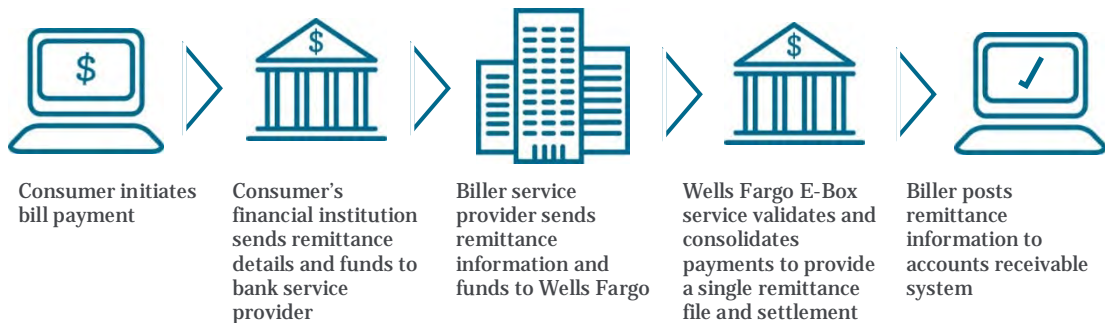 $
$
$
Consumer initiates
bill payment
Consumer's
financial institution
sends remittance
details and funds to
bank service
provider
Biller service
provider sends
remittance
information and
funds to Wells Fargo
Wells Fargo E-Box
service validates and
consolidates
payments to provide
a single remittance
file and settlement
Biller posts
remittance
information to
accounts receivable
system